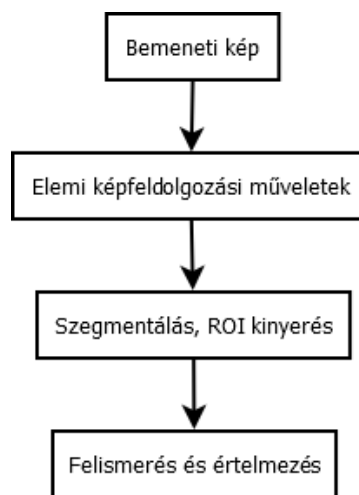 Bemeneti kép
Elemi képfeldolgozási műveletek
Szegmentálás, ROI kinyerés
Felismerés és értelmezés